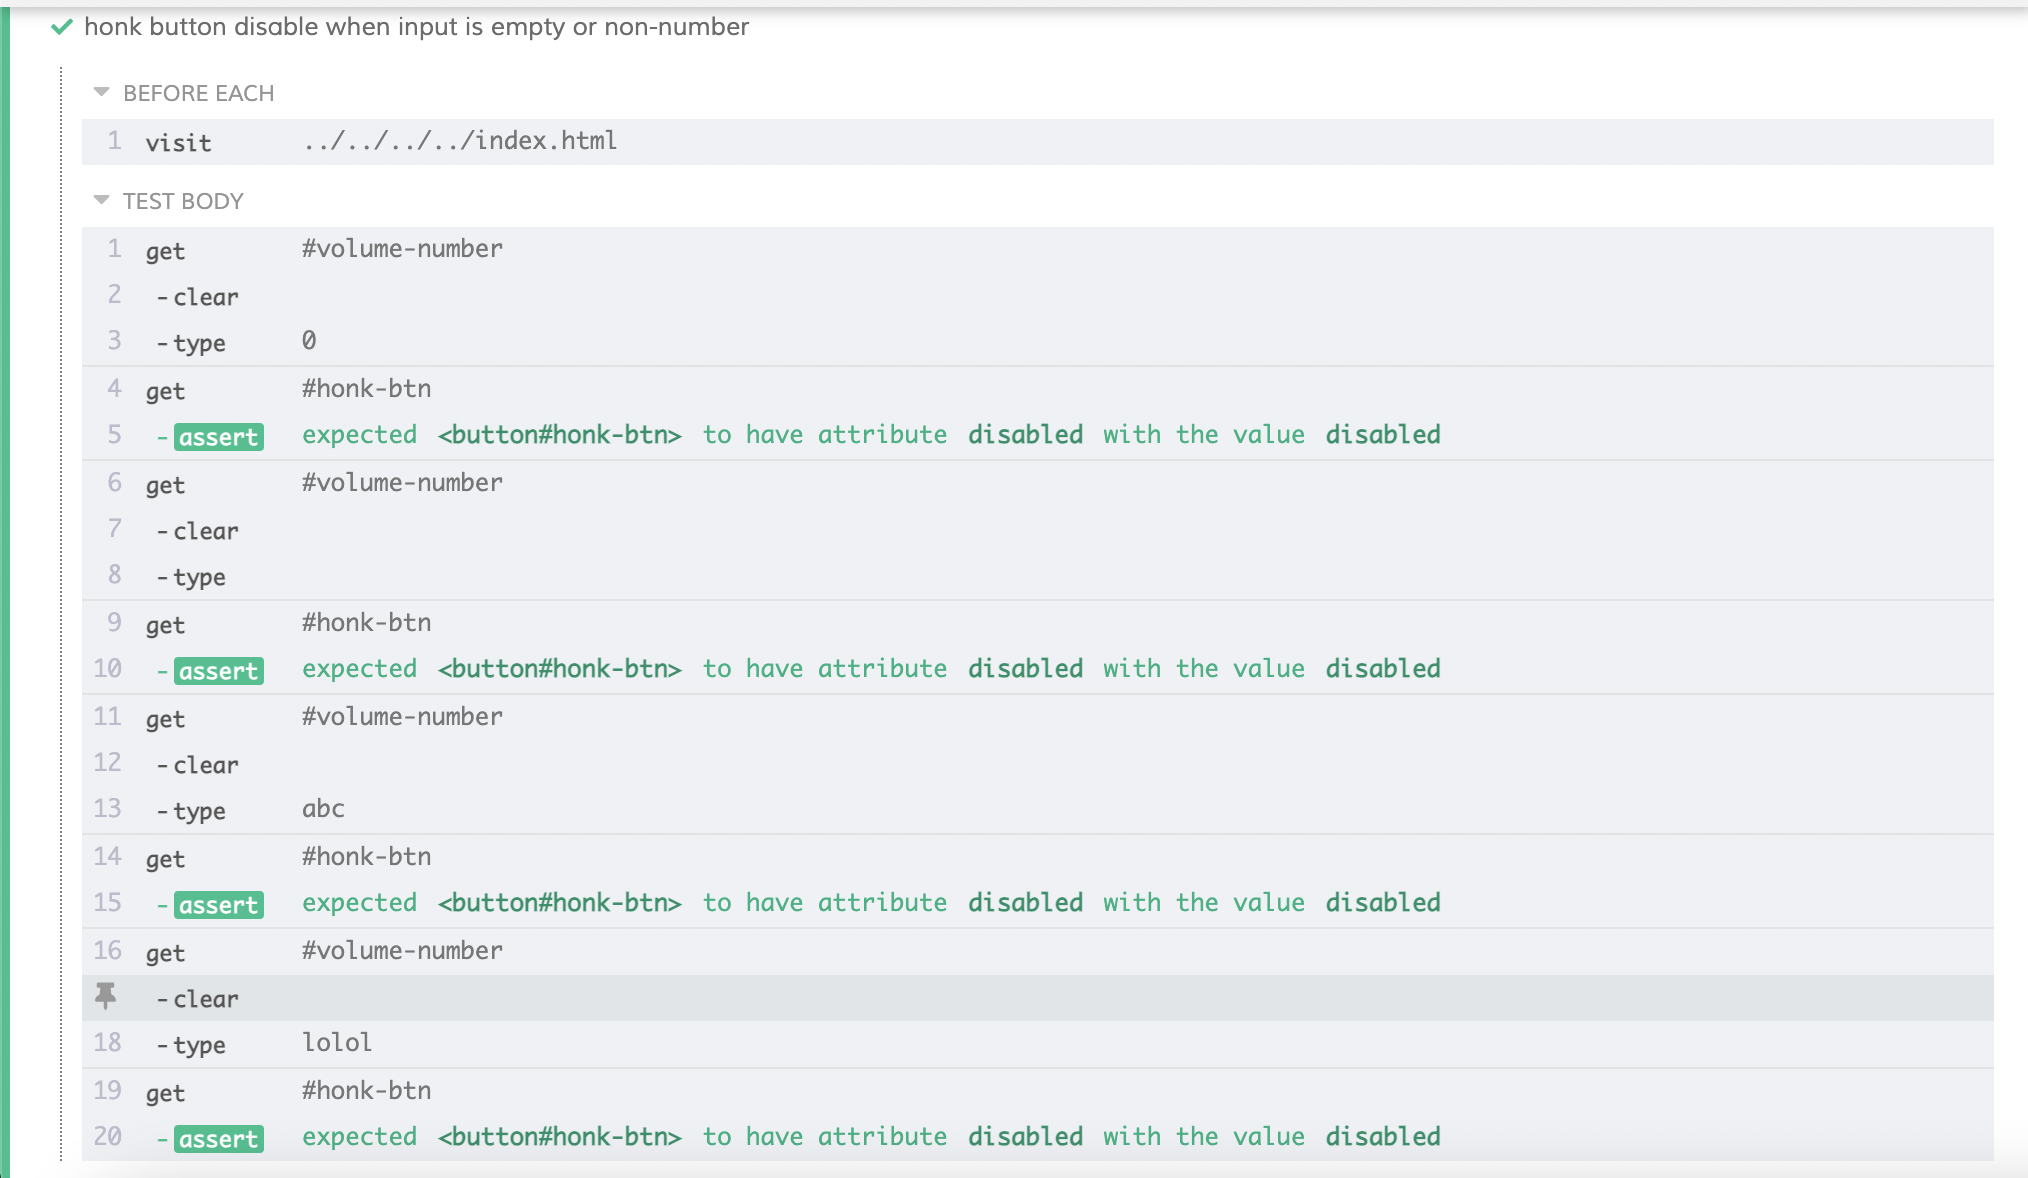 honk button disable when input is empty or non-number
BEFORE EACH
1 visit ../../../../index.html
TEST BODY
1 get #volume-number
2 -clear
3 -type 0
4 get #honk-btn
5 -assert expected <button#honk-btn> to have attribute disabled with the value disabled
6 get #volume-number
7 -clear
8 -type
9 get #honk-btn
10 -assert expected <button#honk-btn> to have attribute disabled with the value disabled
11 get #volume-number
12 -clear
13 -type abc
14 get #honk-btn
15 -assert expected <button#honk-btn> to have attribute disabled with the value disabled
16 get #volume-number
-clear
18 -type lolol
19 get #honk-btn
20 -assert expected <button#honk-btn> to have attribute disabled with the value disabled